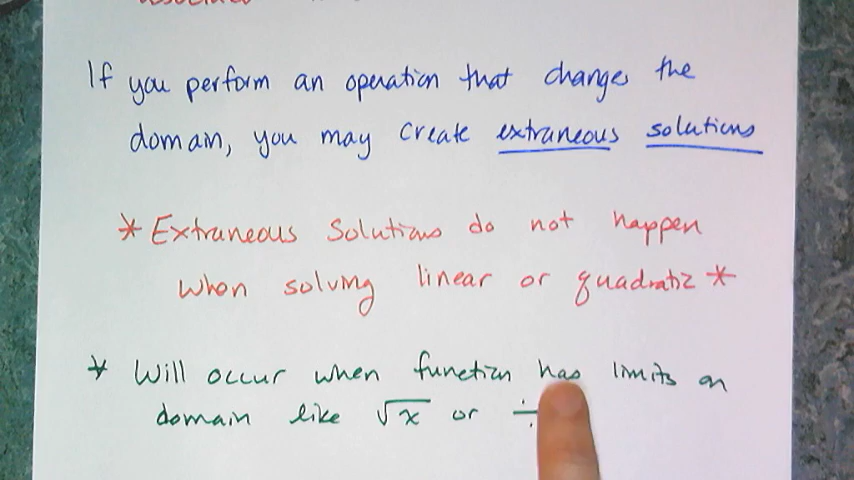 If you perform an operation that changes the
domain, you may create extraneous solutions
* Extraneous Solutions do not happen
when solving linear or quadratic *
* Will occur when function has limits on
domain like √x or ÷